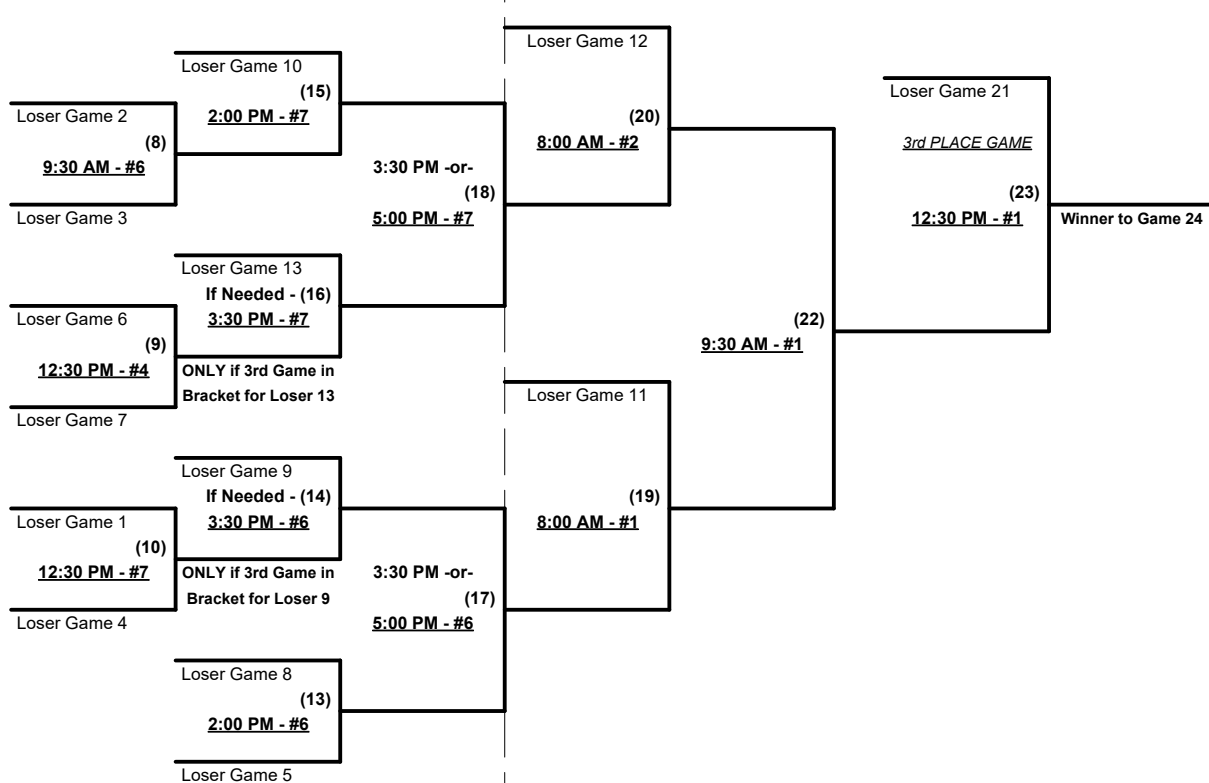 Loser Game 12
Loser Game 10
(15)
2:00 PM - #7
Loser Game 21
Loser Game 2
(8)
9:30 AM - #6
Loser Game 3
(20)
8:00 AM - #2
3rd PLACE GAME
3:30 PM -or-
(18)
5:00 PM - #7
(23)
12:30 PM - #1
Winner to Game 24
Loser Game 13
If Needed - (16)
3:30 PM - #7
Loser Game 6
(9)
12:30 PM - #4
Loser Game 7
ONLY if 3rd Game in
Bracket for Loser 13
(22)
9:30 AM - #1
Loser Game 11
Loser Game 9
If Needed - (14)
3:30 PM - #6
Loser Game 1
(10)
12:30 PM - #7
Loser Game 4
ONLY if 3rd Game in
Bracket for Loser 9
(19)
8:00 AM - #1
3:30 PM -or-
(17)
5:00 PM - #6
Loser Game 8
(13)
2:00 PM - #6
Loser Game 5